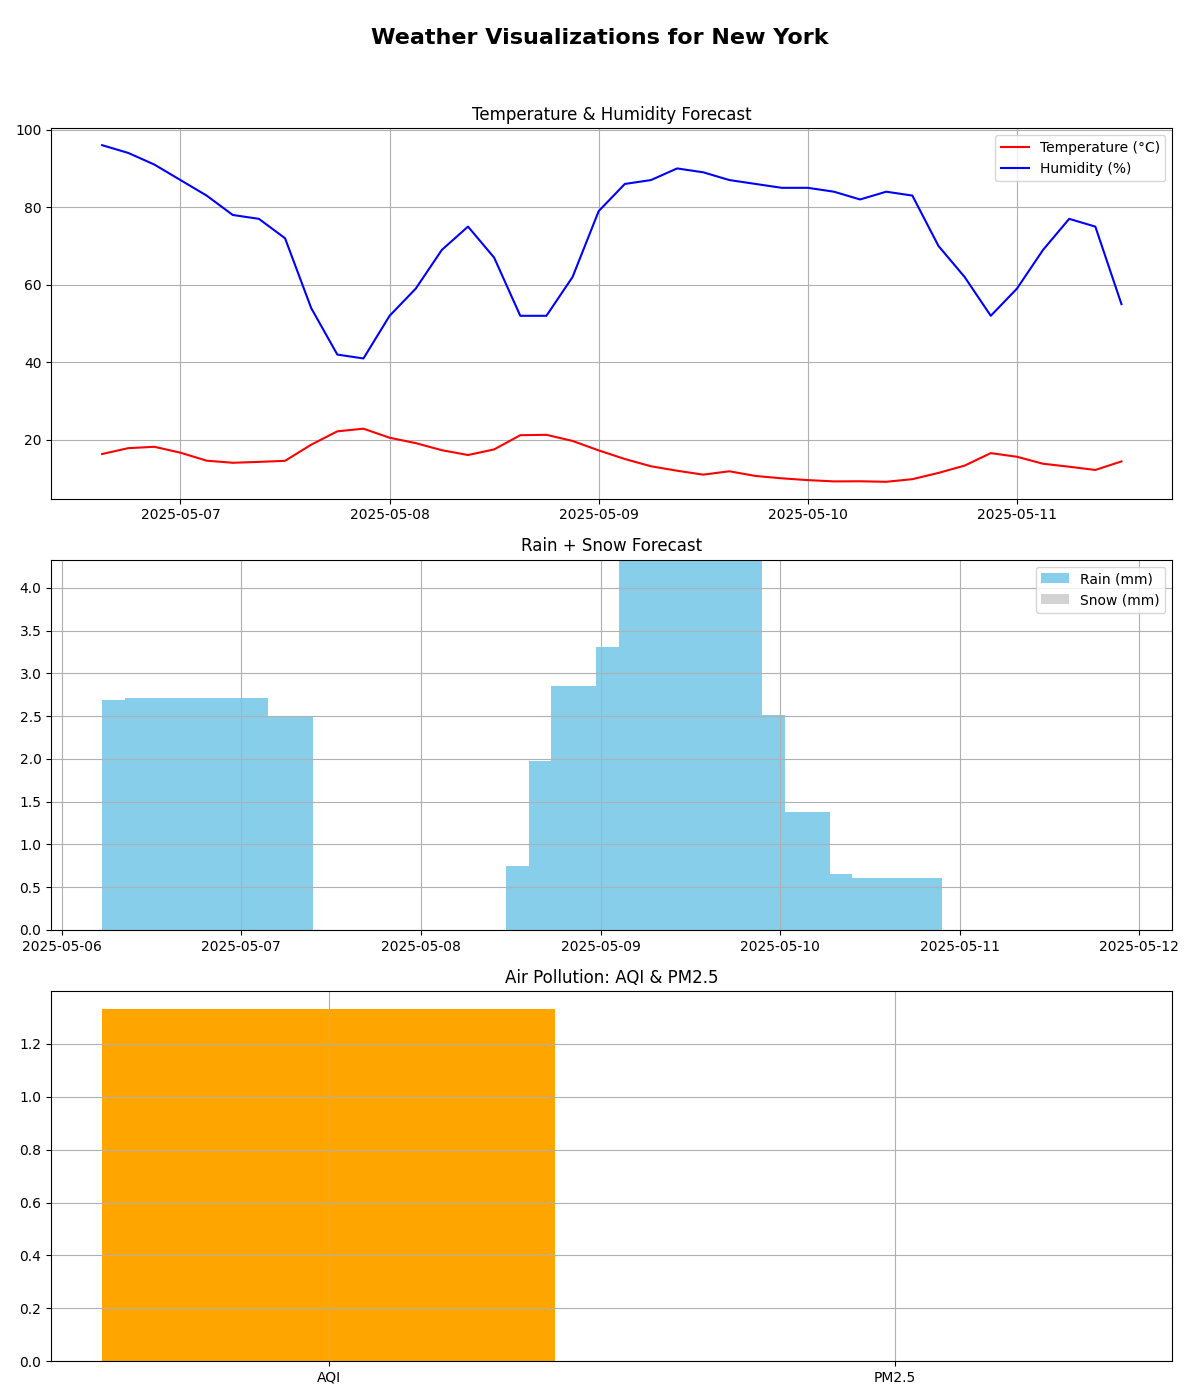 Weather Visualizations for New York
Temperature & Humidity Forecast
100
80
60
40
20
Temperature (°C)
Humidity (%)
2025-05-07 2025-05-08 2025-05-09 2025-05-10 2025-05-11
Rain + Snow Forecast
4.0
3.5
3.0
2.5
2.0
1.5
1.0
0.5
0.0
Rain (mm)
Snow (mm)
2025-05-06 2025-05-07 2025-05-08 2025-05-09 2025-05-10 2025-05-11 2025-05-12
Air Pollution: AQI & PM2.5
1.2
1.0
0.8
0.6
0.4
0.2
0.0
AQI PM2.5